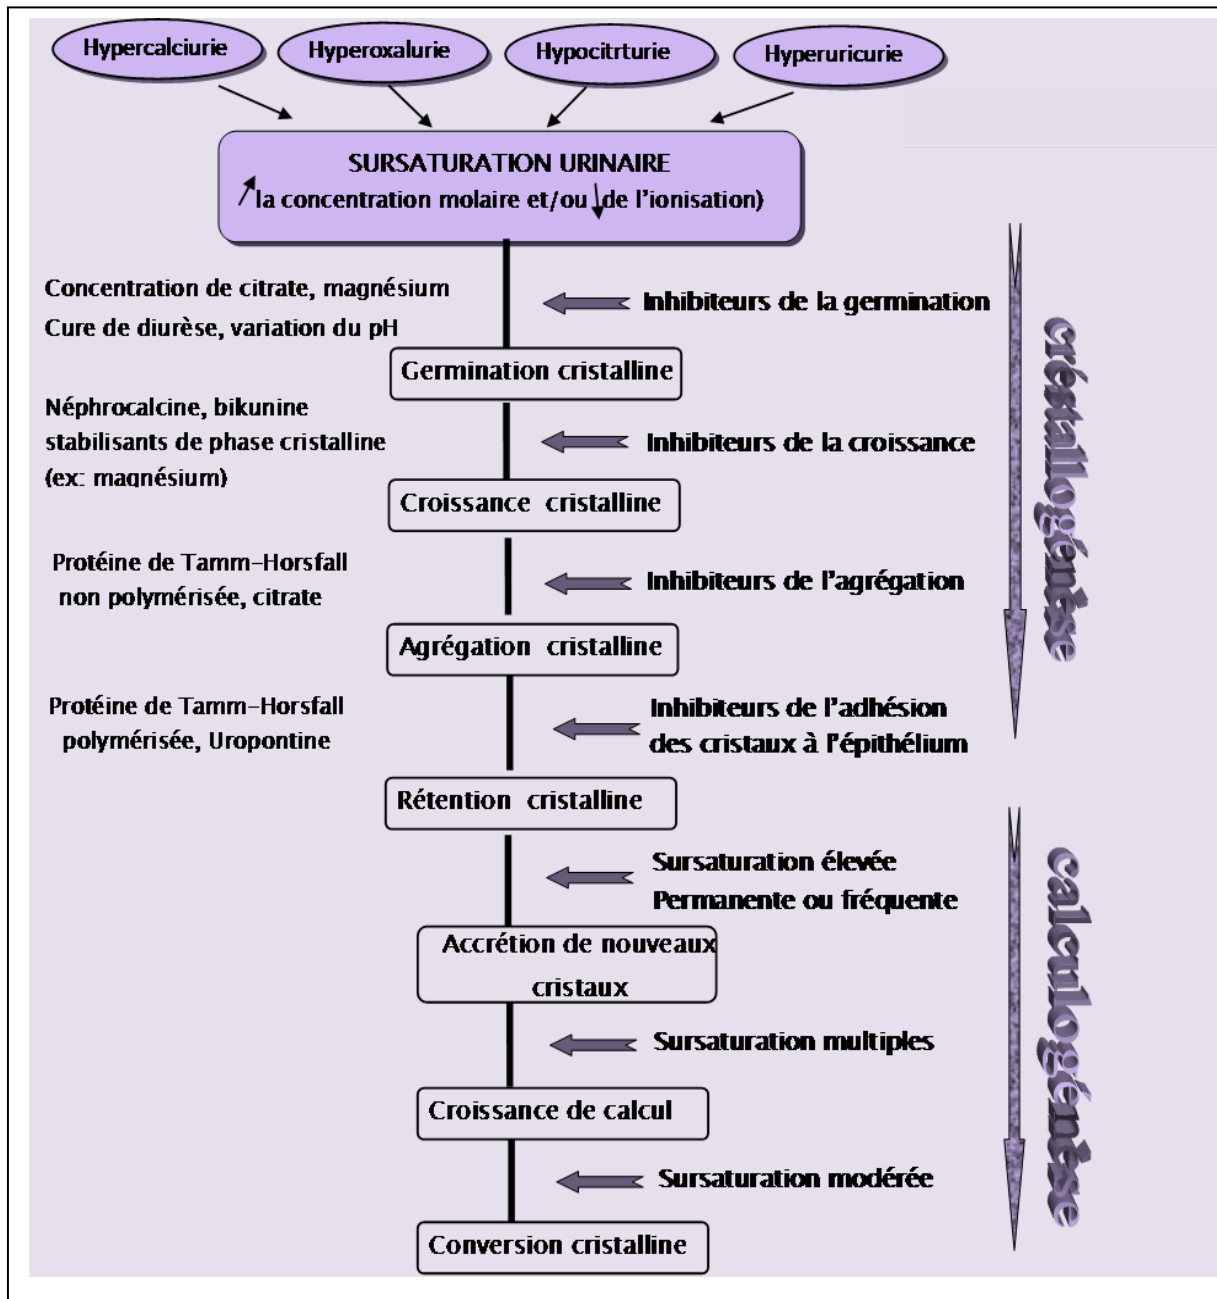 Hypercalciurie
Hyperoxalurie
Hypocitrturie
Hyperuricurie
SURSATURATION URINAIRE
la concentration molaire et/ou de l'ionisation)
Concentration de citrate, magnésium
Cure de diurèse, variation du pH
Inhibiteurs de la germination
Germination cristalline
Néphrocalcine, bikunine
stabilisants de phase cristalline
(ex: magnésium)
Inhibiteurs de la croissance
Croissance cristalline
Protéine de Tamm-Horsfall
non polymérisée, citrate
Inhibiteurs de l'agrégation
Agrégation cristalline
Protéine de Tamm-Horsfall
polymérisée, Uropontine
Inhibiteurs de l'adhésion
des cristaux à l'épithélium
Rétention cristalline
cristallogénèse
Sursaturation élevée
Permanente ou fréquente
Accrétion de nouveaux
cristaux
Sursaturation multiples
Croissance de calcul
Sursaturation modérée
Conversion cristalline
calculogénèse